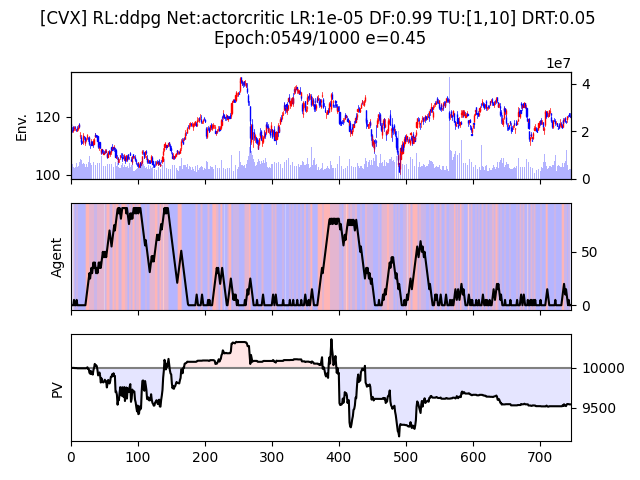 [CVX] RL:ddpg Net:actorcritic LR:1e-05 DF:0.99 TU:[1,10] DRT:0.05
Epoch:0549/1000 e=0.45
1e7
Env.
120
100
4
2
0
Agent
50
0
PV
10000
9500
0 100 200 300 400 500 600 700